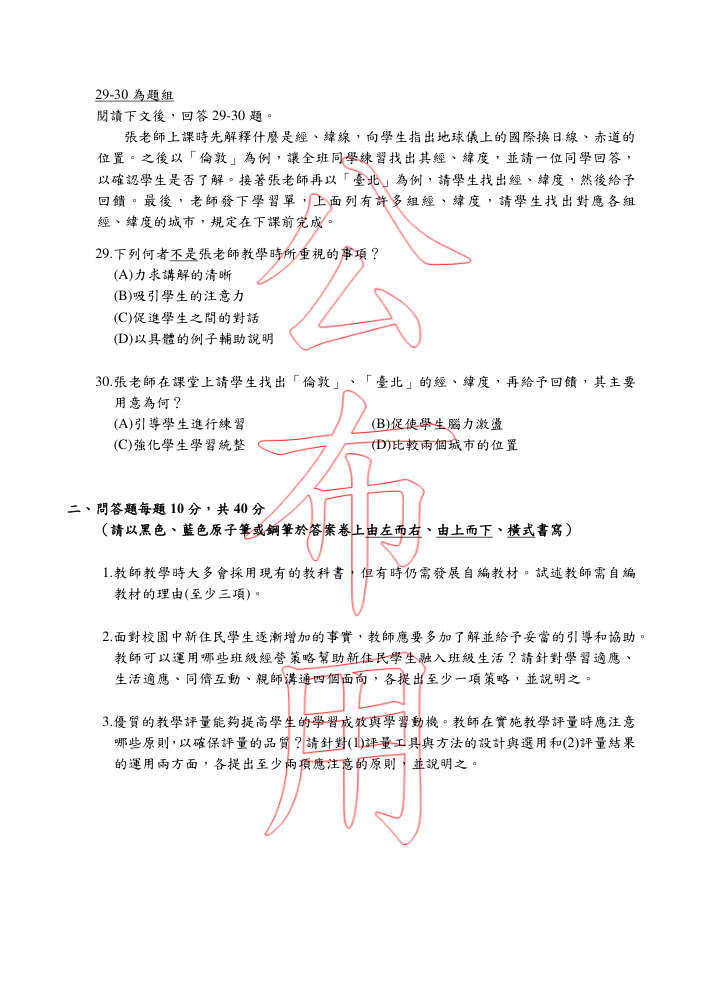 29-30 為題組
閱讀下文後，回答 29-30 題。
張老師上課時先解釋什麼是經、緯線，向學生指出地球儀上的國際換日線、赤道的
位置。之後以「倫敦」為例，讓全班同學練習找出其經、緯度，並請一位同學回答，
以確認學生是否了解。接著張老師再以「臺北」為例，請學生找出經、緯度，然後給予
回饋。最後，老師發下學習單，上面列有許多組經、緯度，請學生找出對應各組
經、緯度的城市，規定在下課前完成。
29.下列何者不是張老師教學時所重視的事項？
(A)力求講解的清晰
(B)吸引學生的注意力
(C)促進學生之間的對話
(D)以具體的例子輔助說明
30.張老師在課堂上請學生找出「倫敦」、「臺北」的經、緯度，再給予回饋，其主要
用意為何？
(A)引導學生進行練習 (B)促使學生腦力激盪
(C)強化學生學習統整 (D)比較兩個城市的位置
二、問答題每題 10 分，共 40 分
（請以黑色、藍色原子筆或鋼筆於答案卷上由左而右、由上而下、橫式書寫）
1.教師教學時大多會採用現有的教科書，但有時仍需發展自編教材。試述教師需自編
教材的理由(至少三項)。
2.面對校園中新住民學生逐漸增加的事實，教師應要多加了解並給予妥當的引導和協助。
教師可以運用哪些班級經營策略幫助新住民學生融入班級生活？請針對學習適應、
生活適應、同儕互動、親師溝通四個面向，各提出至少一項策略，並說明之。
3.優質的教學評量能夠提高學生的學習成效與學習動機。教師在實施教學評量時應注意
哪些原則，以確保評量的品質？請針對(1)評量工具與方法的設計與選用和(2)評量結果
的運用兩方面，各提出至少兩項應注意的原則，並說明之。
公布用